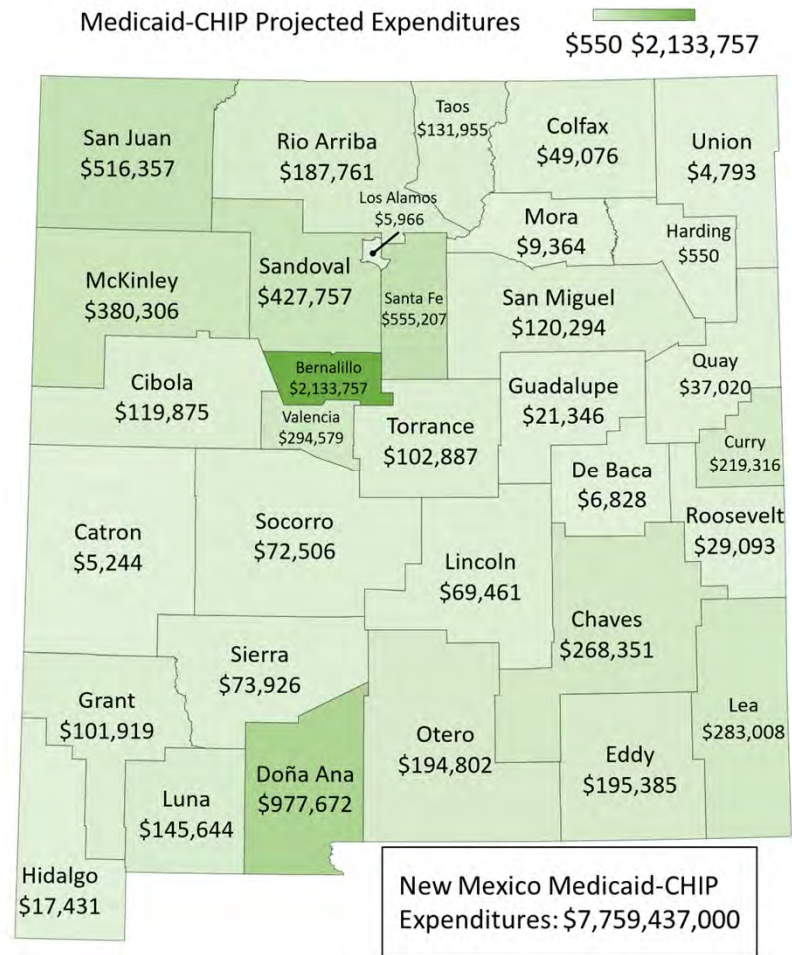 Medicaid-CHIP Projected Expenditures
$550 $2,133,757
San Juan
$516,357
Rio Arriba
$187,761
Taos
$131,955
Colfax
$49,076
Union
$4,793
Los Alamos
$5,966
Mora
$9,364
Harding
$550
McKinley
$380,306
Sandoval
$427,757
Santa Fe
$555,207
San Miguel
$120,294
Cibola
$119,875
Bernalillo
$2,133,757
Valencia
$294,579
Torrance
$102,887
Guadalupe
$21,346
Quay
$37,020
Curry
$219,316
De Baca
$6,828
Roosevelt
$29,093
Catron
$5,244
Socorro
$72,506
Lincoln
$69,461
Chaves
$268,351
Sierra
$73,926
Grant
$101,919
Lea
$283,008
Otero
$194,802
Eddy
$195,385
Doña Ana
$977,672
Luna
$145,644
Hidalgo
$17,431
New Mexico Medicaid-CHIP
Expenditures: $7,759,437,000